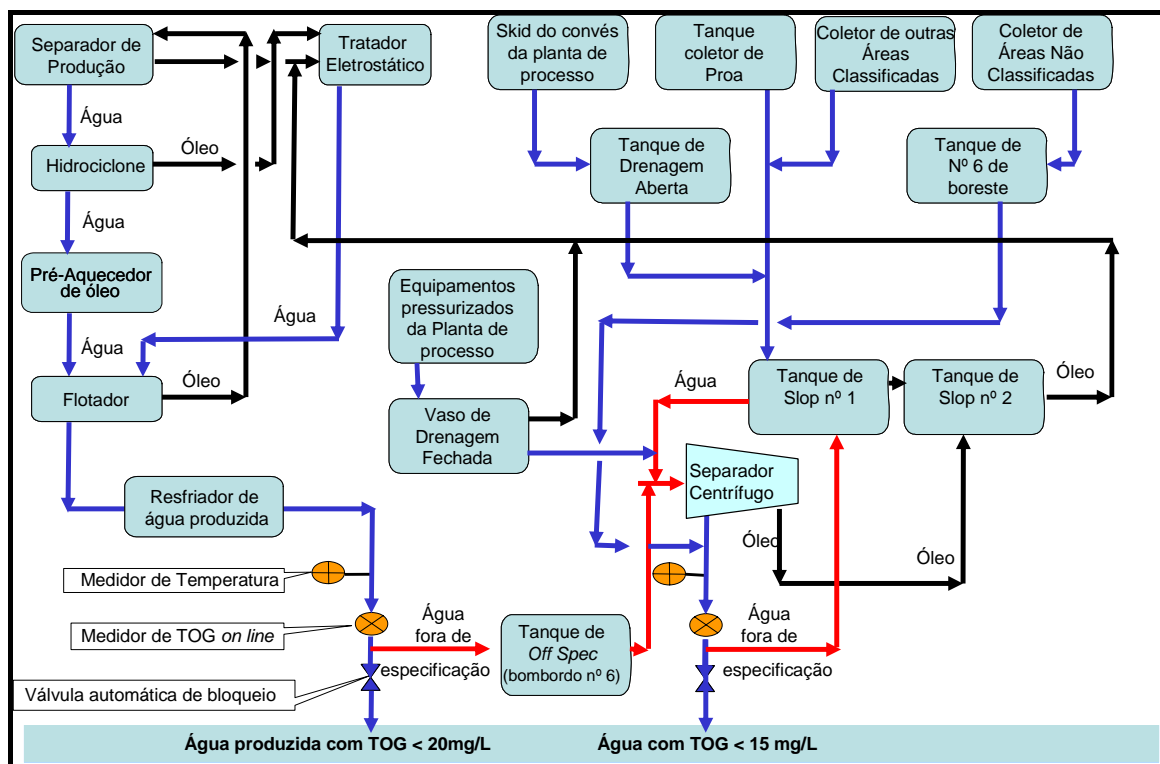 Separador de
Produção
Tratador
Eletrostático
Skid do convés
da planta de
processo
Tanque
coletor de
Proa
Coletor de outras
Áreas
Classificadas
Coletor de
Áreas Não
Classificadas
Água
Hidrociclone
Óleo
Tanque de
Drenagem
Aberta
Tanque de
Nº 6 de
boreste
Água
Pré-Aquecedor
de óleo
Equipamentos
pressurizados
da Planta de
processo
Água
Água
Flotador
Óleo
Água
Tanque de
Slop nº 1
Tanque de
Slop nº 2
Óleo
Vaso de
Drenagem
Fechada
Separador
Centrífugo
Resfriador de
água produzida
Óleo
Óleo
Medidor de Temperatura
Medidor de TOG on line
Água
fora de
especificação
Tanque de
Off Spec
(bombordo nº 6)
Água
fora de
especificação
Válvula automática de bloqueio
Água produzida com TOG < 20mg/L
Água com TOG < 15 mg/L